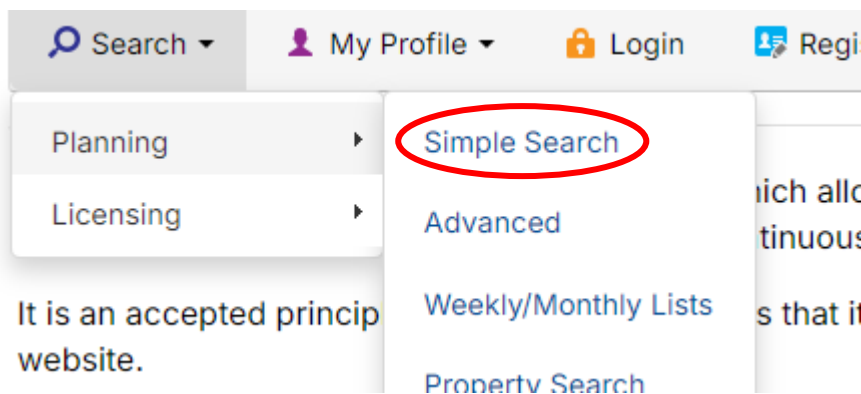 Search My Profile Login
Planning
Licensing
Simple Search
Advanced
Weekly/Monthly Lists
Property Search
It is an accepted
s that
website.